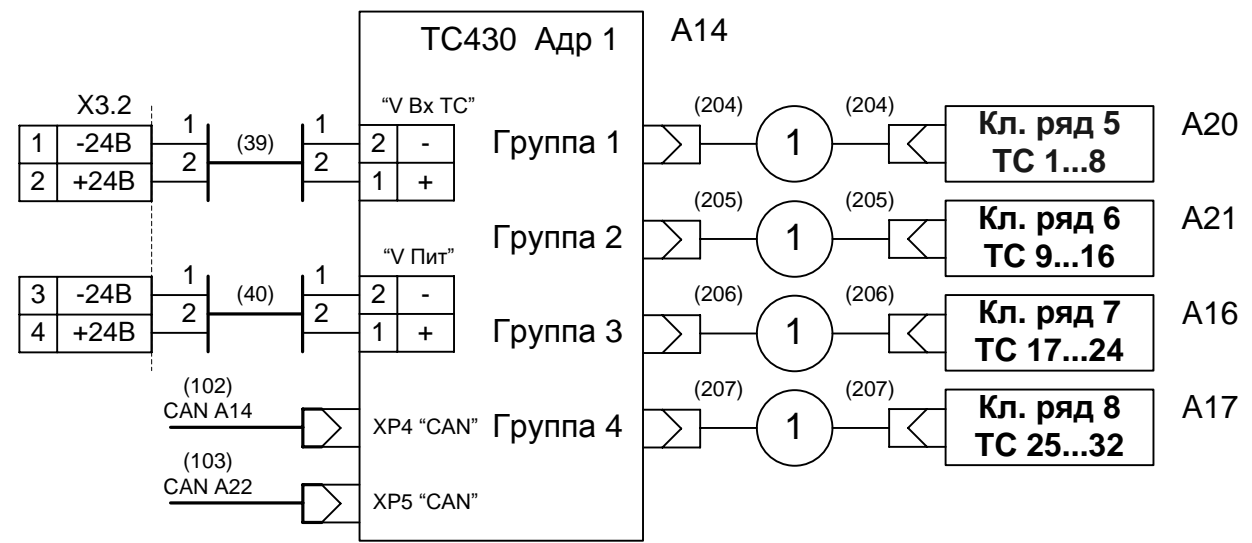 ТС430 Адр 1
А14
Х3.2
1 -24В
2 +24В
1
2
(39)
1
2
“V Вх ТС”
2 -
1 +
Группа 1
(204)
1
(204)
Кл. ряд 5
ТС 1...8
А20
Группа 2
(205)
1
(205)
Кл. ряд 6
ТС 9...16
А21
3 -24В
4 +24В
1
2
(40)
1
2
“V Пит”
2 -
1 +
Группа 3
(206)
1
(206)
Кл. ряд 7
ТС 17...24
А16
(102)
CAN A14
XP4 “CAN”
Группа 4
(207)
1
(207)
Кл. ряд 8
ТС 25...32
А17
(103)
CAN A22
XP5 “CAN”